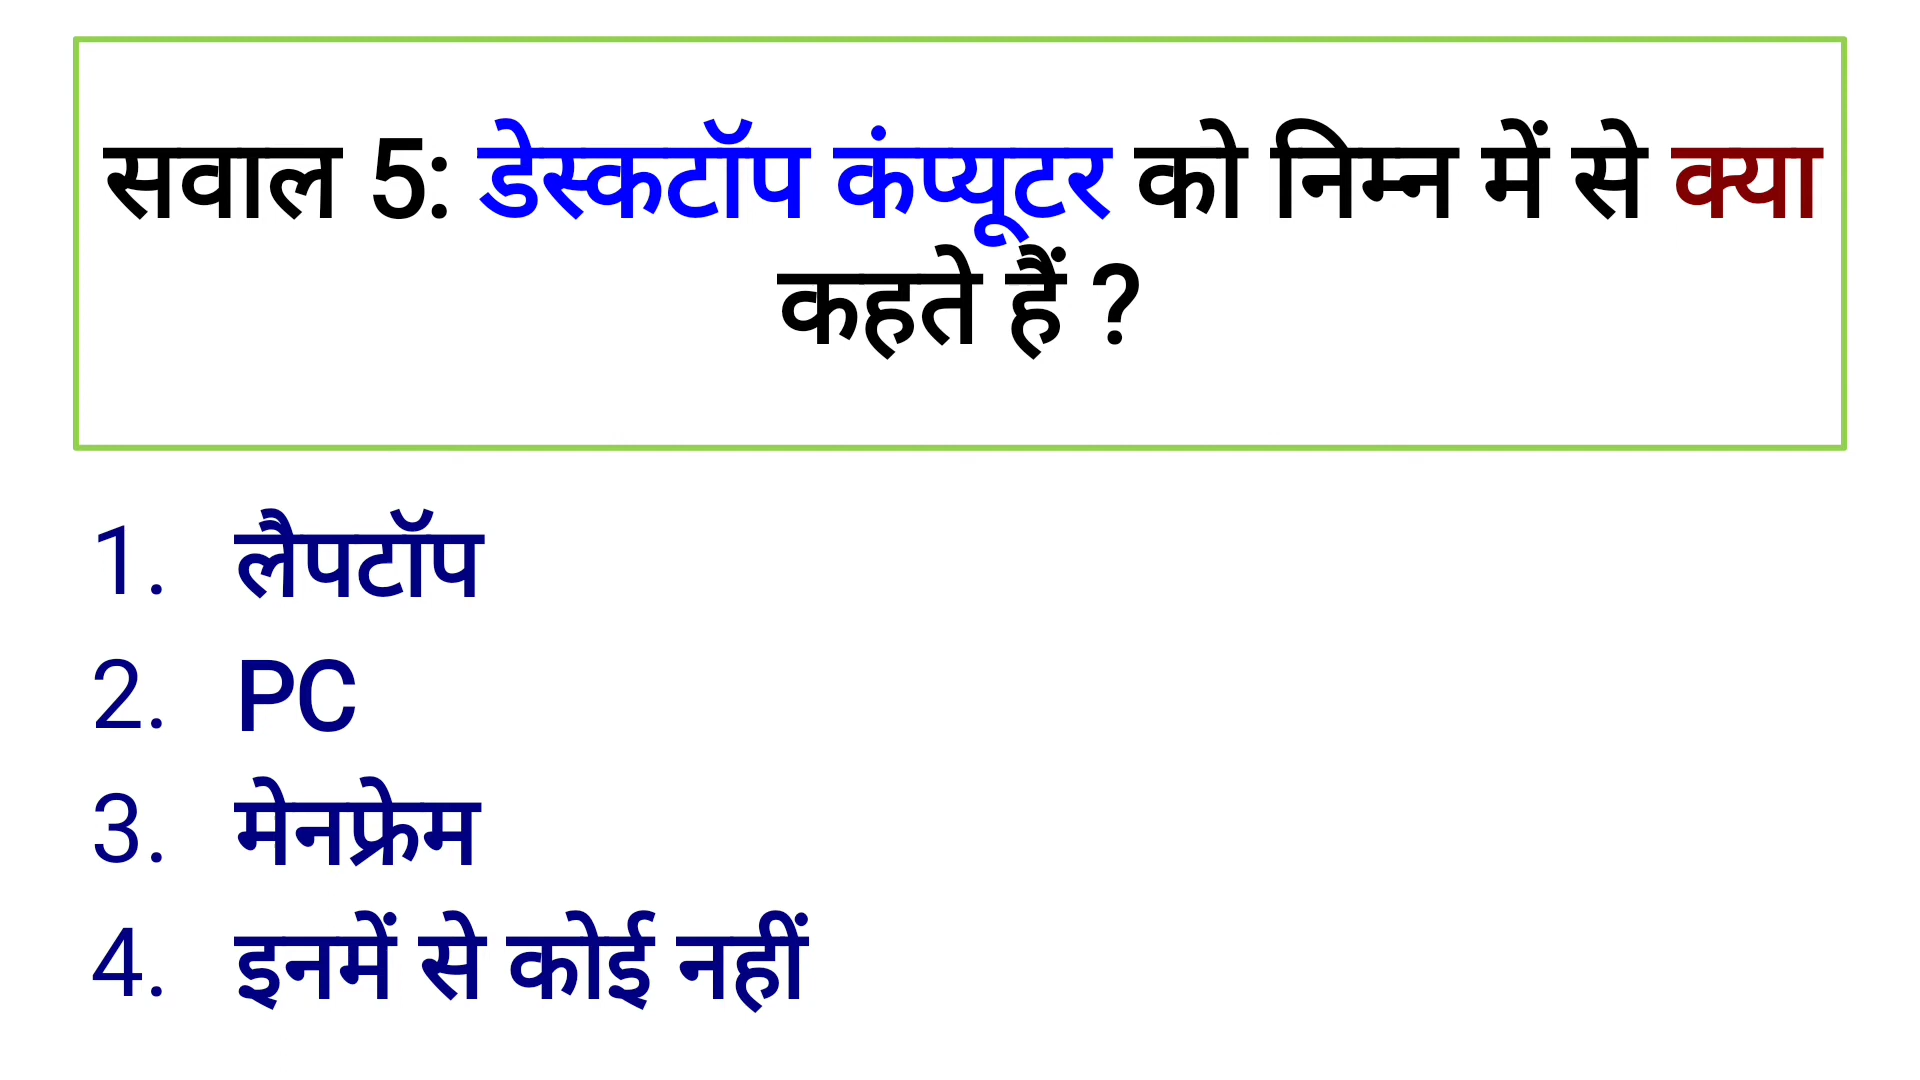 सवाल 5: डेस्कटॉप कंप्यूटर को निम्न में से क्या
कहते हैं ?
1. लैपटॉप
2. PC
3. मेनफ्रेम
4. इनमें से कोई नहीं